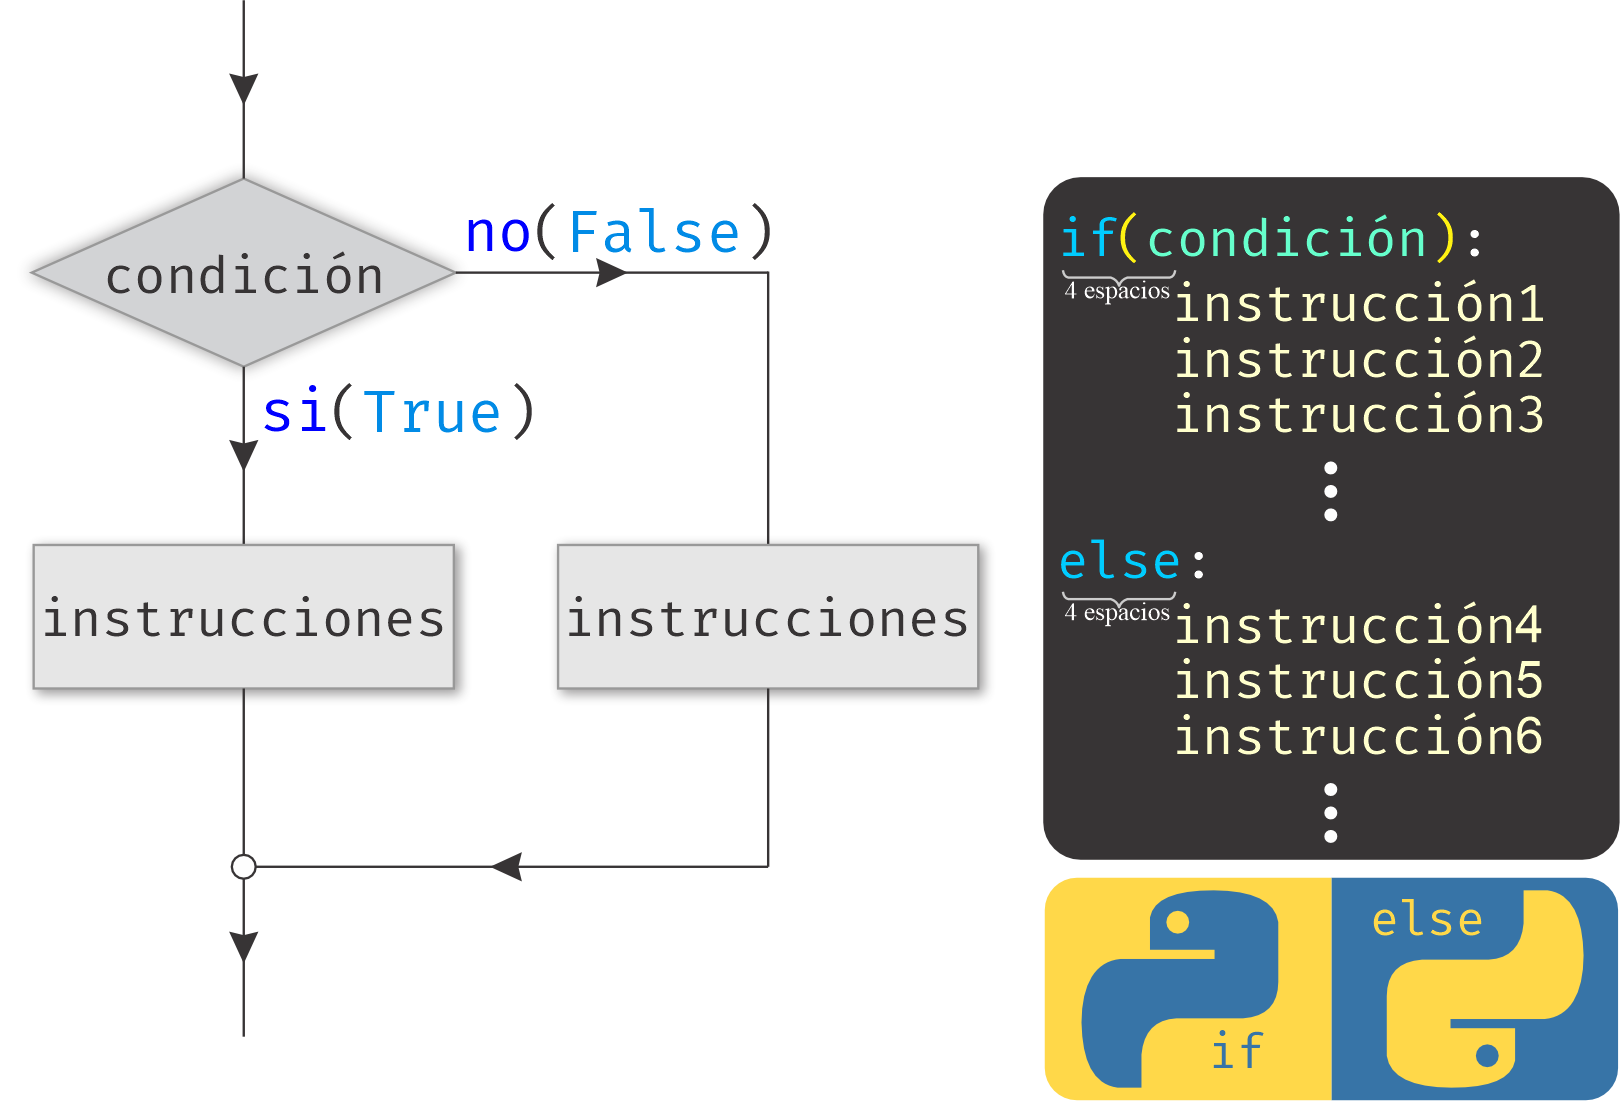 condición
no(False)
si(True)
instrucciones
instrucciones
if(condición):
4 espacios
instrucción1
instrucción2
instrucción3
else:
4 espacios
instrucción4
instrucción5
instrucción6
if
else